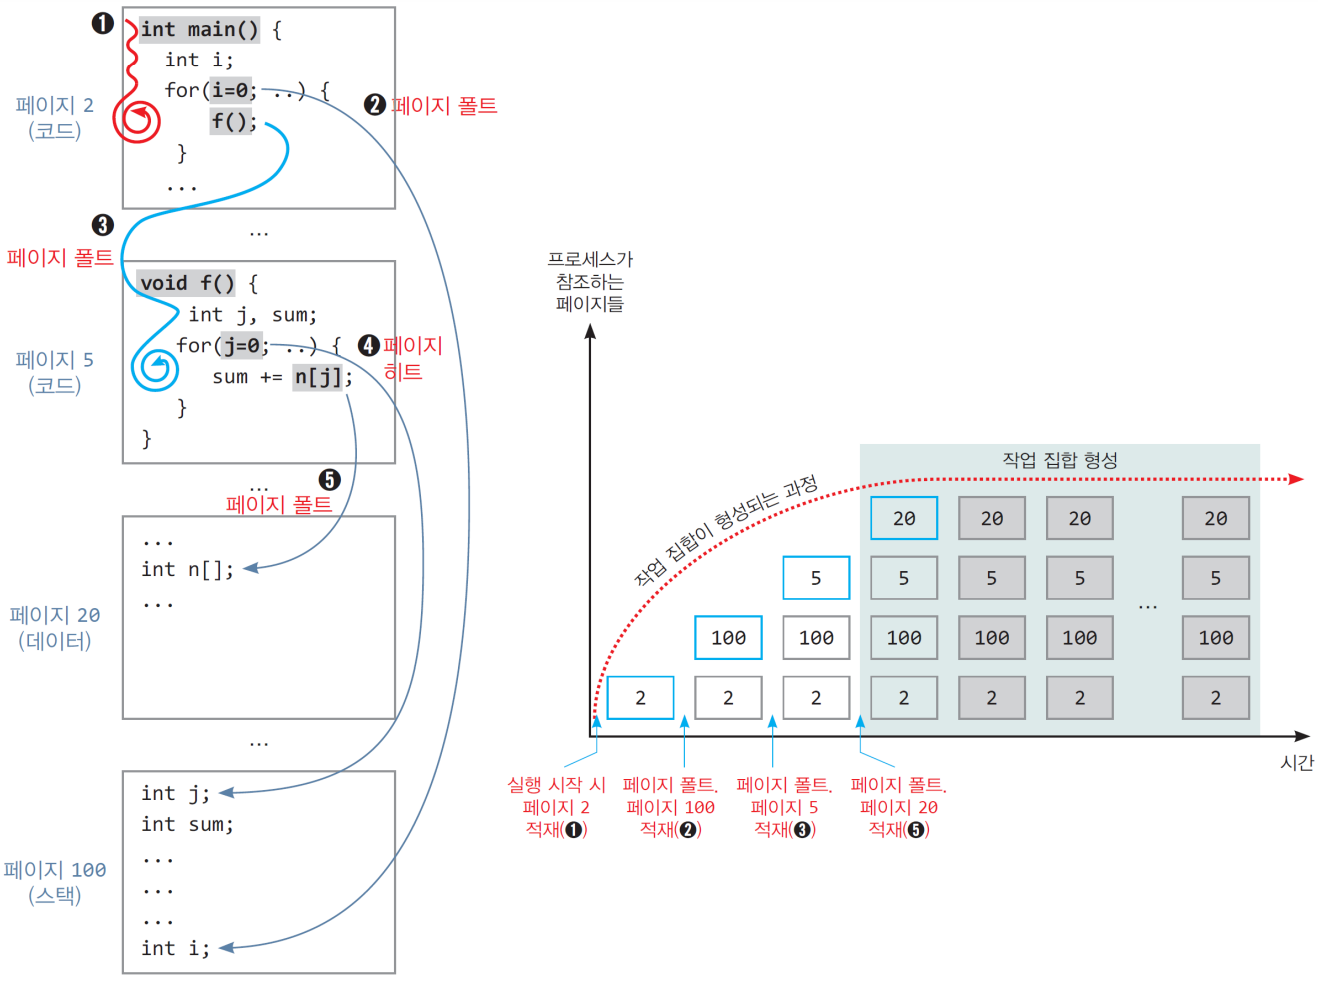 ❶
int main() {
int i;
for(i=0; ..) {
f();
}
...
페이지 2
(코드)
❷ 페이지 폴트
❸
페이지 폴트
...
void f() {
int j, sum;
for(j=0; ..) {
sum += n[j];
}
}
페이지 5
(코드)
❹ 페이지
히트
...
❺
페이지 폴트
...
int n[];
...
페이지 20
(데이터)
...
int j;
int sum;
...
...
...
int i;
페이지 100
(스택)
프로세스가
참조하는
페이지들
작업 집합이 형성되는 과정
작업 집합 형성
20 20 20 20
5 5 5 5 5
...
100 100 100 100 100 100
2 2 2 2 2 2 2
시간
실행 시작 시
페이지 2
적재(❶)
페이지 폴트.
페이지 100
적재(❷)
페이지 폴트.
페이지 5
적재(❸)
페이지 폴트.
페이지 20
적재(❺)